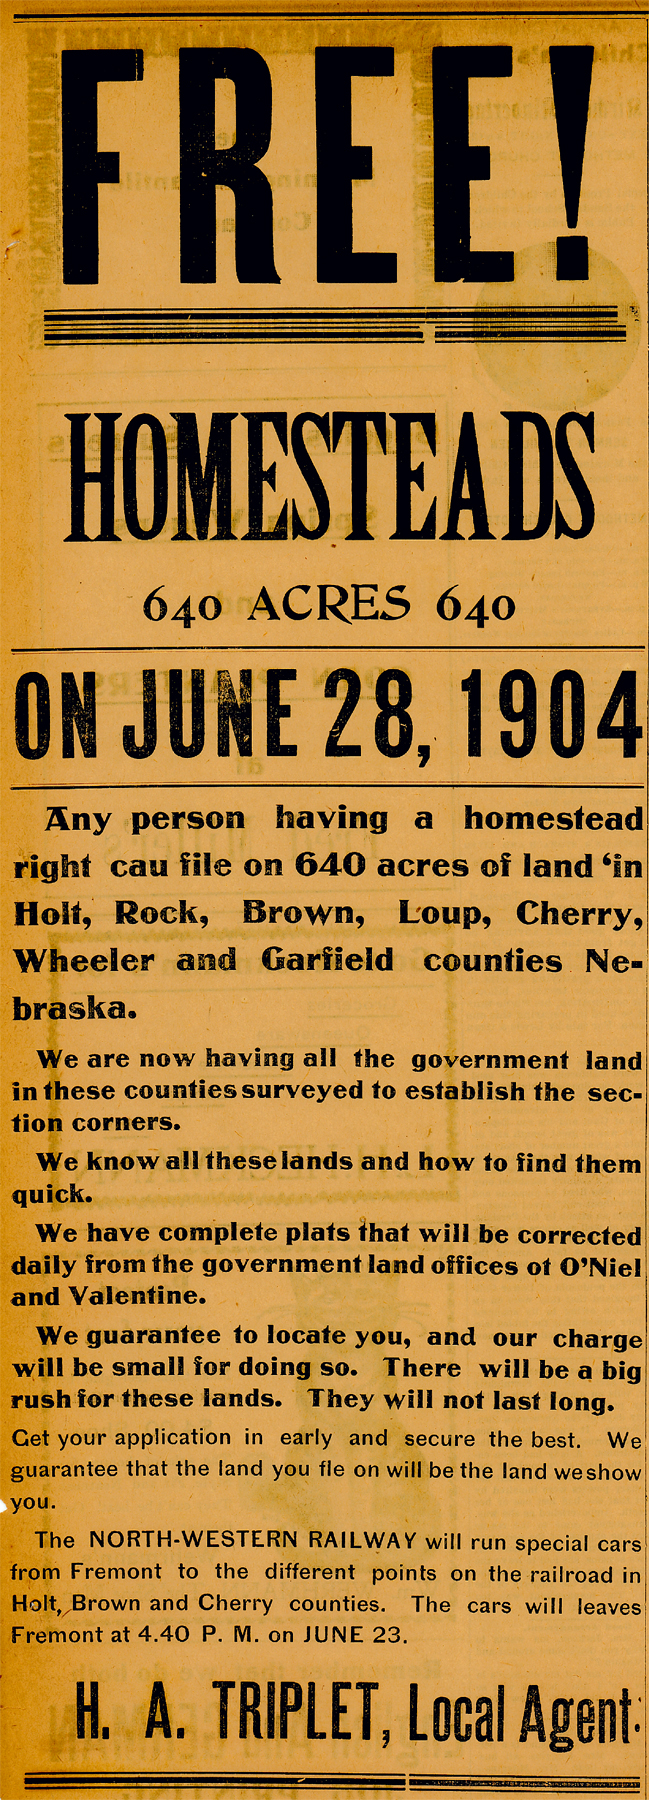 FREE!
HOMESTEADS
640 ACRES 640
ON JUNE 28, 1904
Any person having a homestead
right cau file on 640 acres of land 'in
Holt, Rock, Brown, Loup, Cherry,
Wheeler and Garfield counties Ne-
braska.
We are now having all the government land
in these counties surveyed to establish the sec-
tion corners.
We know all these lands and how to find them
quick.
We have complete plats that will be corrected
daily from the government land offices ot O'Niel
and Valentine.
We guarantee to locate you, and our charge
will be small for doing so. There will be a big
rush for these lands. They will not last long.
Get your application in early and secure the best. We
guarantee that the land you fle on will be the land we show
you.
The NORTH-WESTERN RAILWAY will run special cars
from Fremont to the different points on the railroad in
Holt, Brown and Cherry counties. The cars will leaves
Fremont at 4.40 P. M. on JUNE 23.
H. A. TRIPLET, Local Agent.